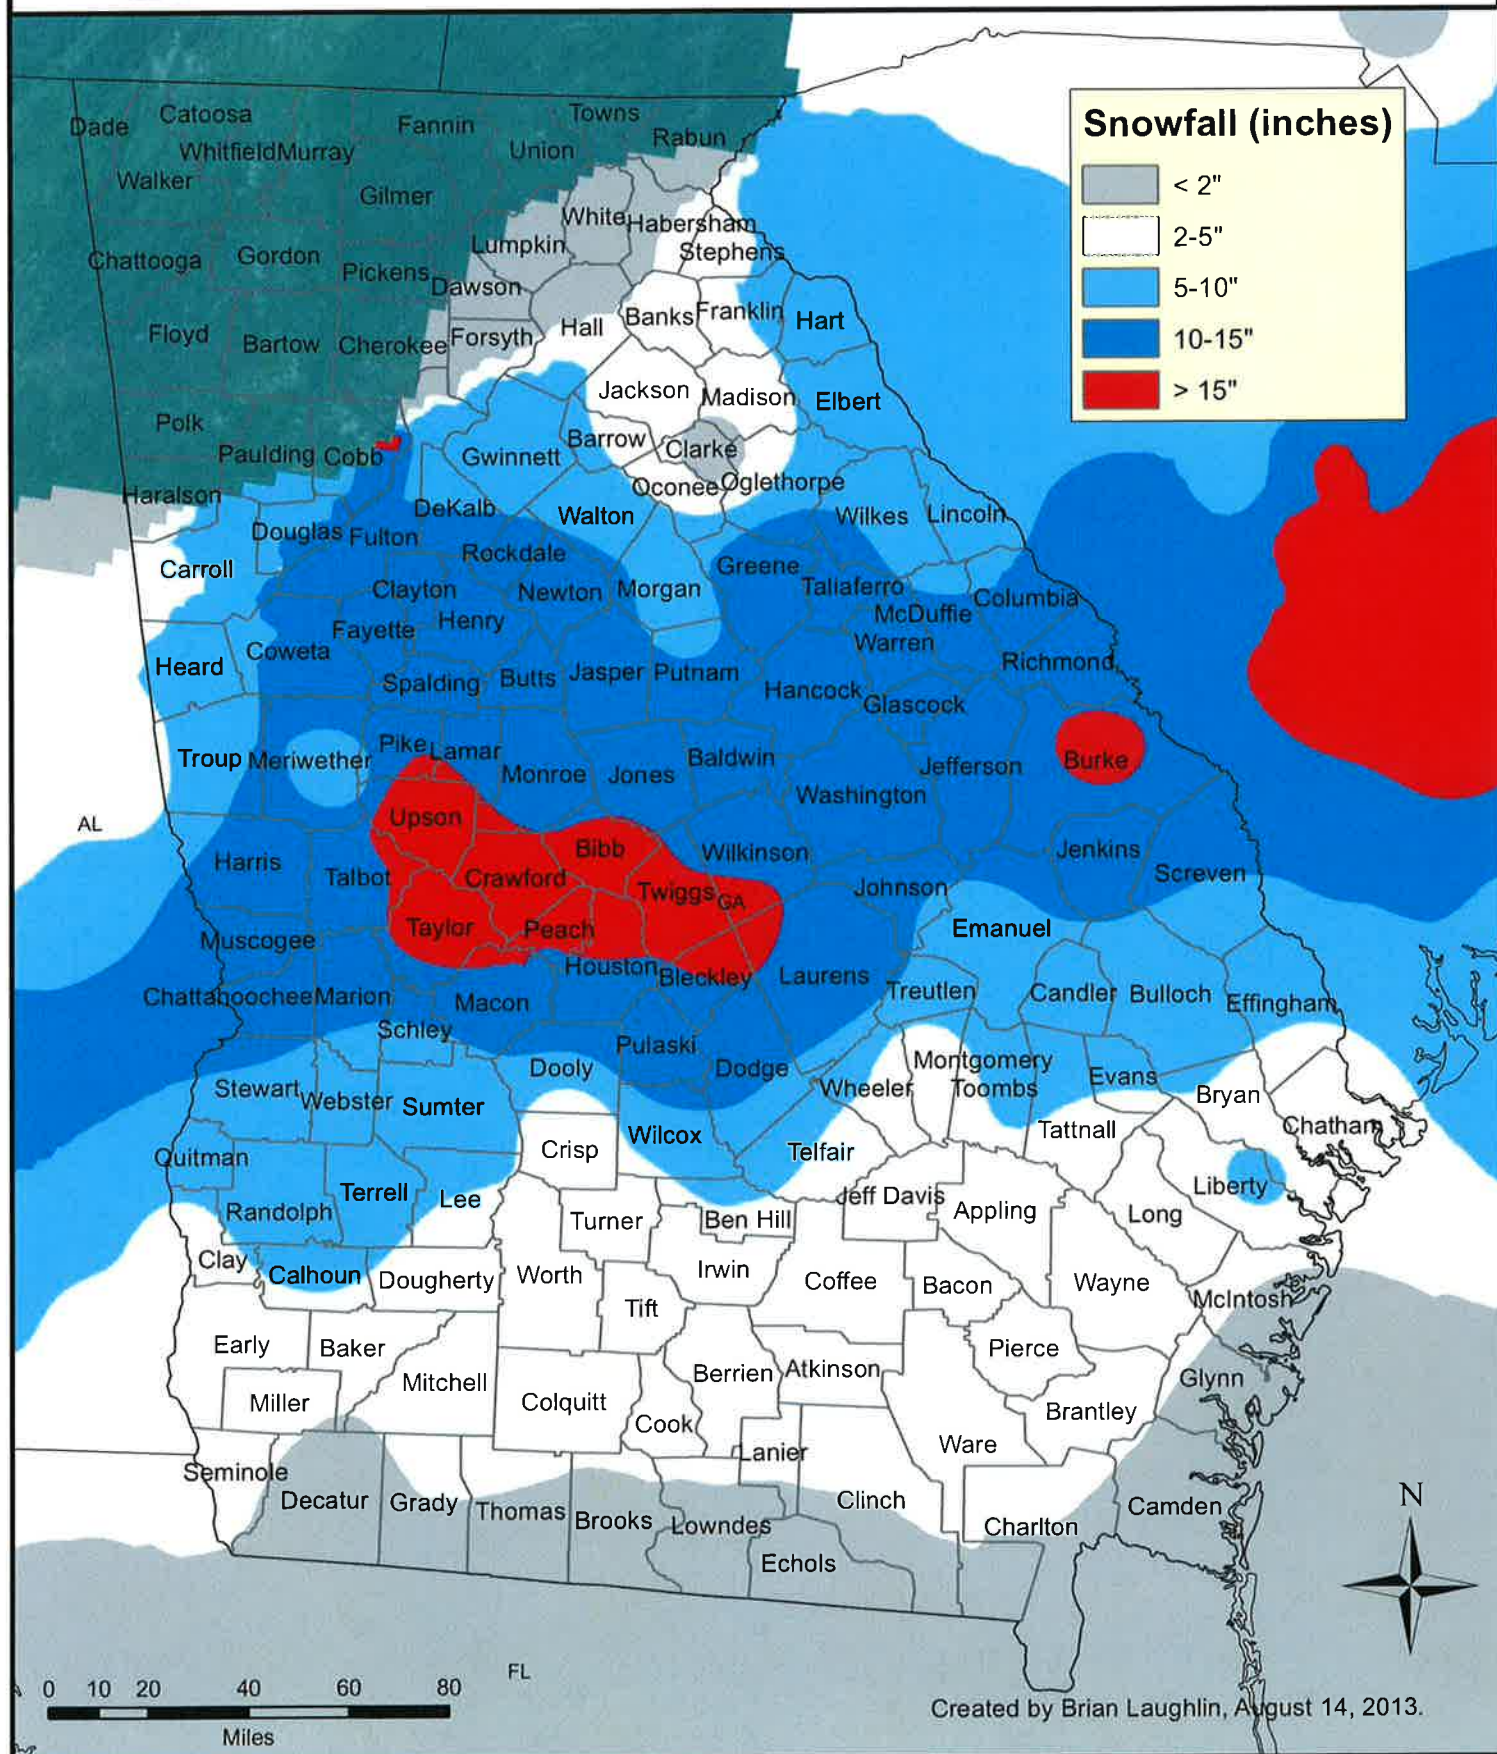 Snowfall (inches)
< 2"
2-5"
5-10"
10-15"
> 15"
Dade
Catoosa
Whitfield
Murray
Fannin
Towns
Rabun
Union
Walker
Gilmer
White
Habersham
Lumpkin
Stephens
Chattooga
Gordon
Pickens
Dawson
Banks
Franklin
Hart
Hall
Floyd
Bartow
Cherokee
Forsyth
Jackson
Madison
Elbert
Polk
Paulding
Cobb
Gwinnett
Barrow
Clarke
Oconee
Oglethorpe
Haralson
Douglas
Fulton
DeKalb
Walton
Wilkes
Lincoln
Carroll
Rockdale
Clayton
Newton
Morgan
Greene
Taliaferro
McDuffie
Columbia
Fayette
Henry
Warren
Heard
Coweta
Spalding
Butts
Jasper
Putnam
Hancock
Glascock
Richmond
Troup
Meriwether
Pike
Lamar
Monroe
Jones
Baldwin
Washington
Jefferson
Burke
AL
Upson
Harris
Talbot
Crawford
Bibb
Twiggs
GA
Wilkinson
Johnson
Jenkins
Screven
Muscogee
Taylor
Peach
Houston
Bleckley
Laurens
Emanuel
Chattahoochee
Marion
Macon
Schley
Treutlen
Candler
Bulloch
Effingham
Stewart
Webster
Sumter
Dooly
Pulaski
Dodge
Wheeler
Montgomery
Toombs
Evans
Bryan
Chatham
Quitman
Crisp
Wilcox
Telfair
Tattnall
Liberty
Randolph
Terrell
Lee
Turner
Ben Hill
Jeff Davis
Appling
Long
Clay
Calhoun
Dougherty
Worth
Irwin
Coffee
Bacon
Wayne
McIntosh
Tift
Early
Baker
Mitchell
Miller
Colquitt
Cook
Berrien
Atkinson
Pierce
Brantley
Glynn
Ware
Lanier
Seminole
Decatur
Grady
Thomas
Brooks
Lowndes
Clinch
Echols
Charlton
Camden
N
FL
0 10 20 40 60 80
Miles
Created by Brian Laughlin, August 14, 2013.